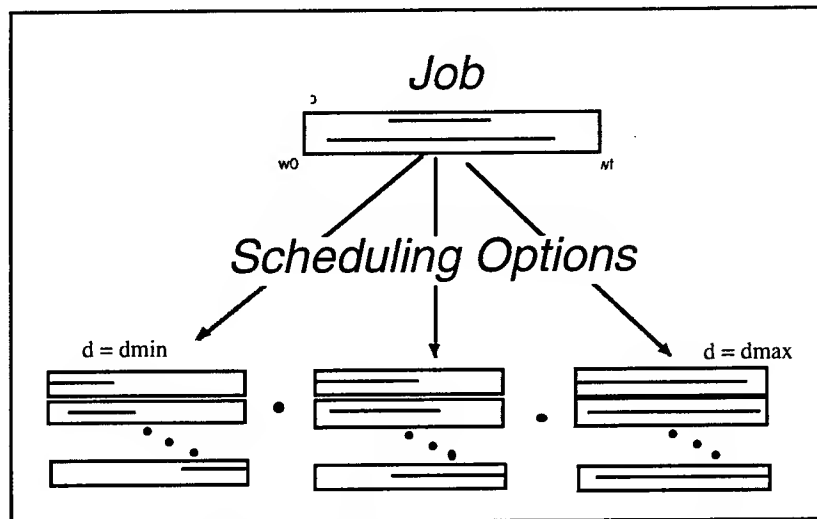 Job
w0
Scheduling Options
d = dmin
d = dmax